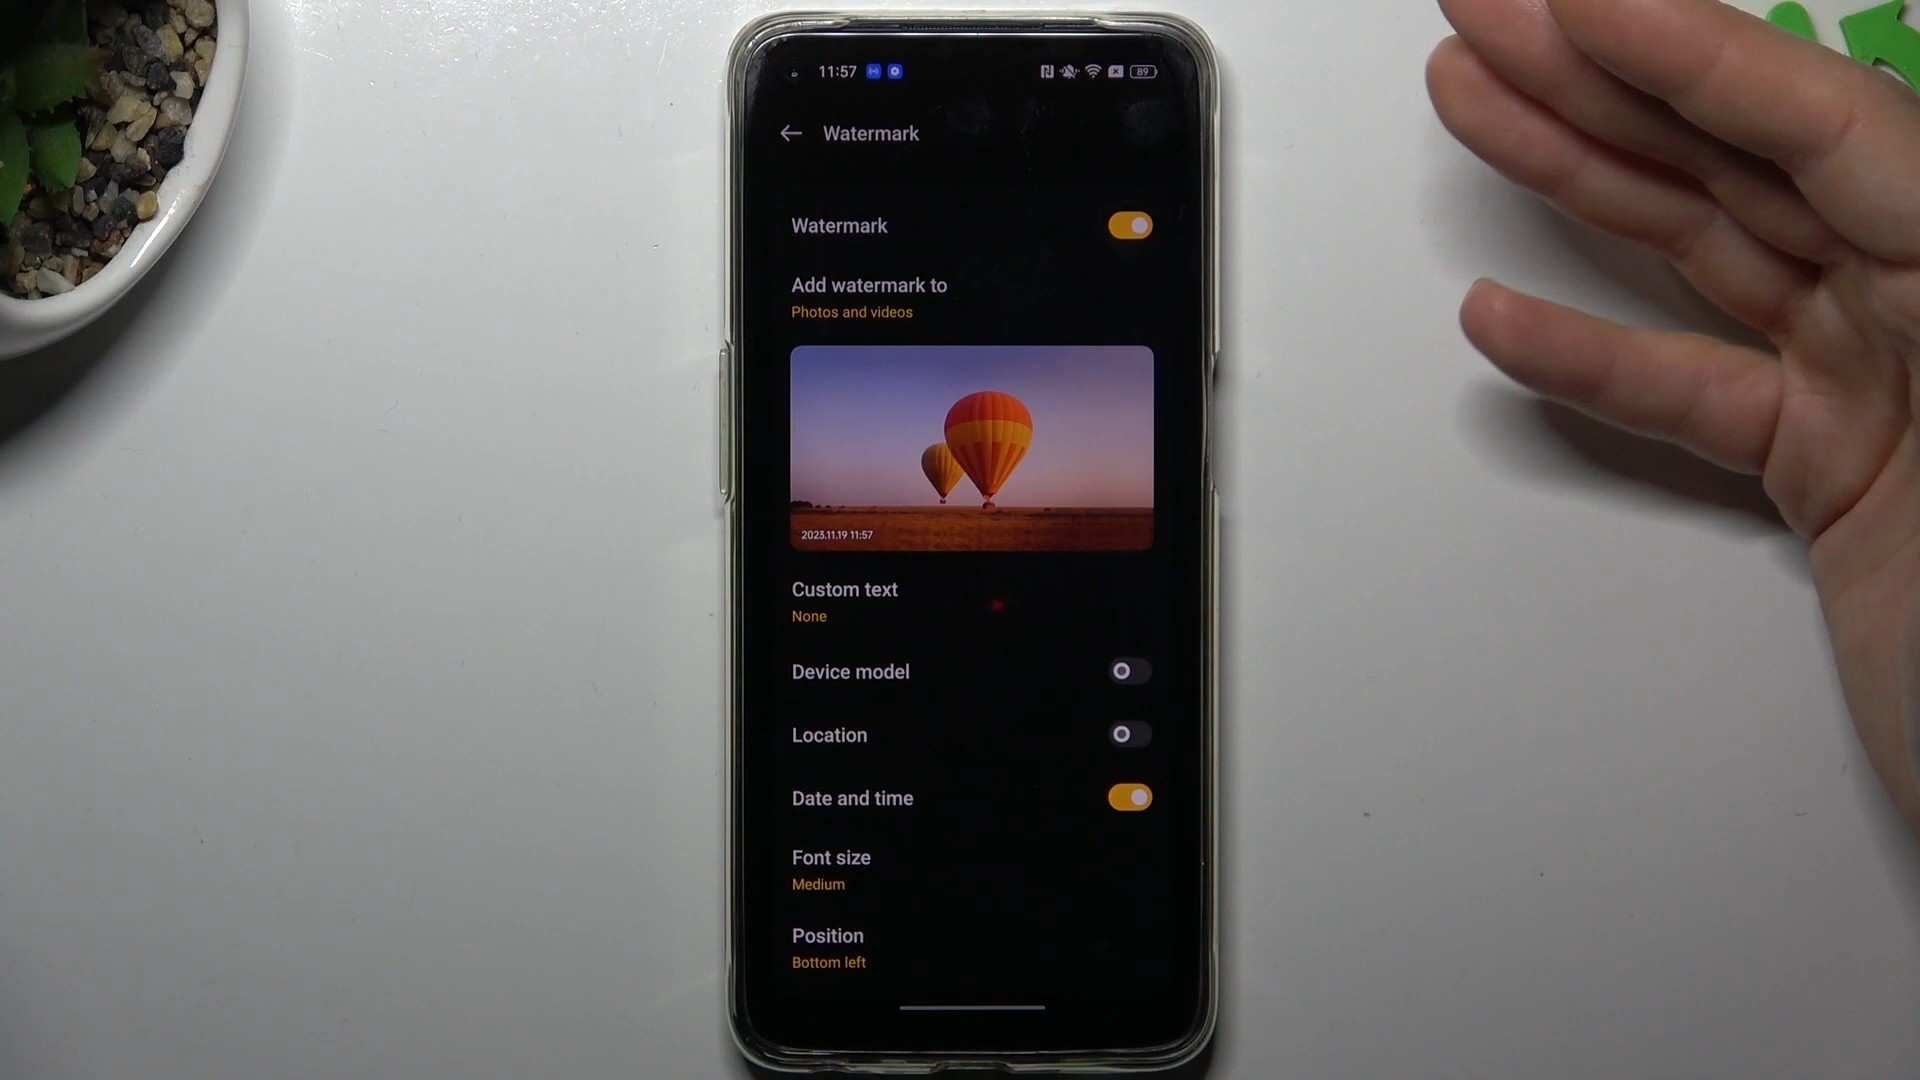 11:57 89
Watermark
Watermark
Add watermark to
Photos and videos
2023.11.19 11:57
Custom text
None
Device model
Location
Date and time
Font size
Medium
Position
Bottom left